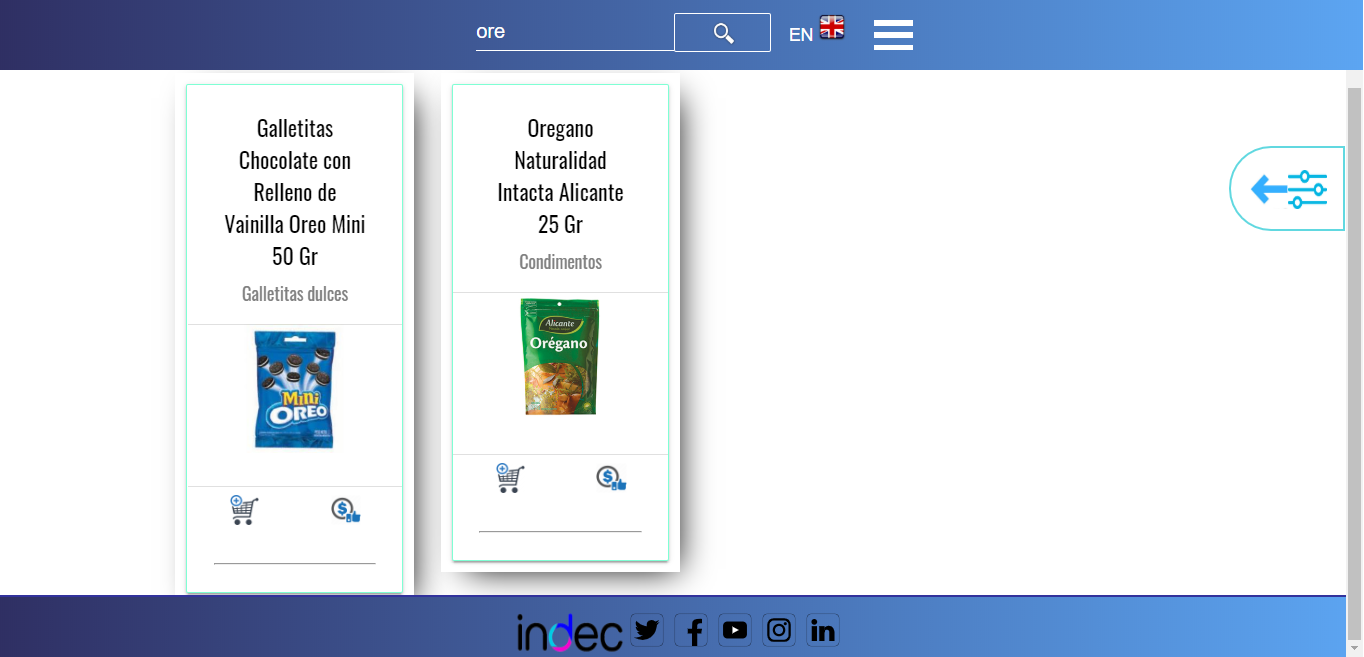 ore
EN
Galletitas
Chocolate con
Relleno de
Vainilla Oreo Mini
50 Gr
Galletitas dulces
Mini
OREO
Oregano
Naturalidad
Intacta Alicante
25 Gr
Condimentos
Alicante
Orégano
indec